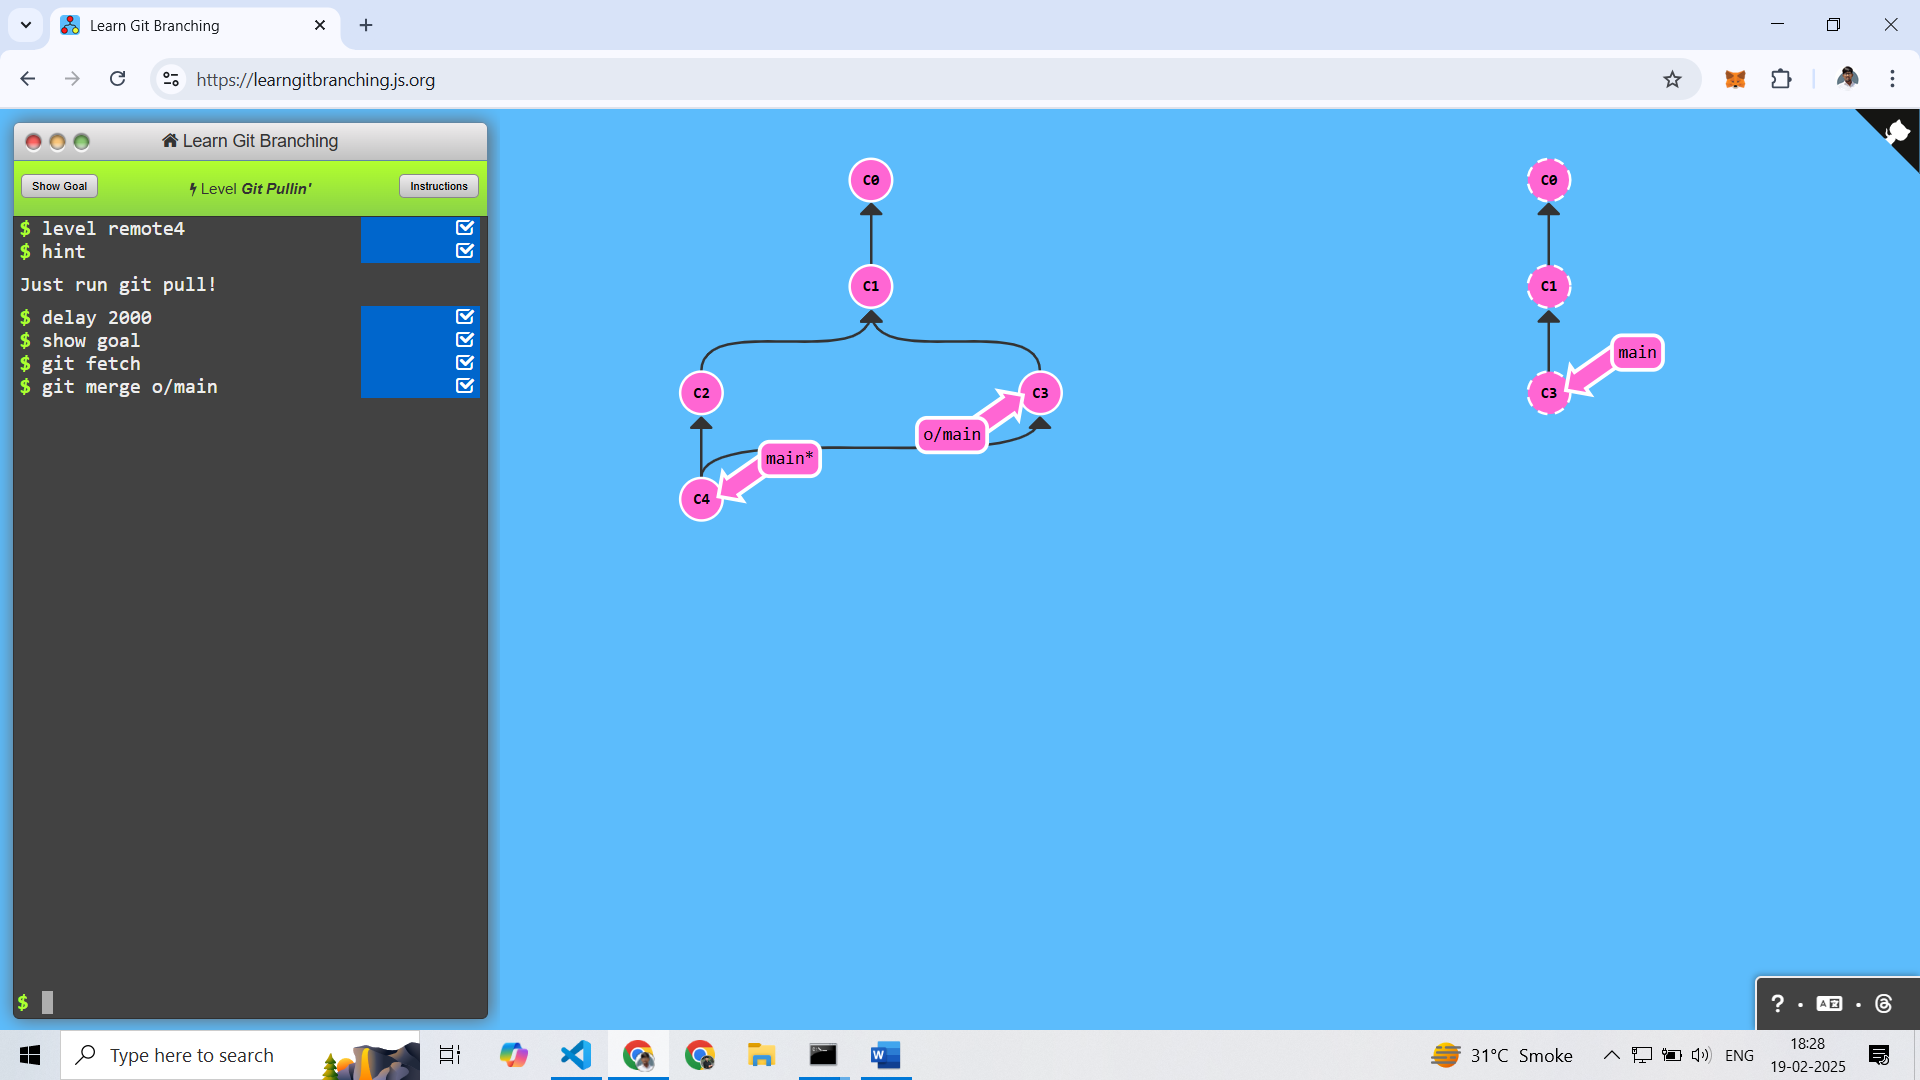 Learn Git Branching
https://learngitbranching.js.org
Learn Git Branching
Show Goal
Level Git Pullin'
Instructions
$ level remote4
$ hint
Just run git pull!
$ delay 2000
$ show goal
$ git fetch
$ git merge o/main
$
C0
C1
C2
C3
o/main
main*
C4
C0
C1
main
C3
?
Type here to search
31°C Smoke
ENG
18:28
19-02-2025